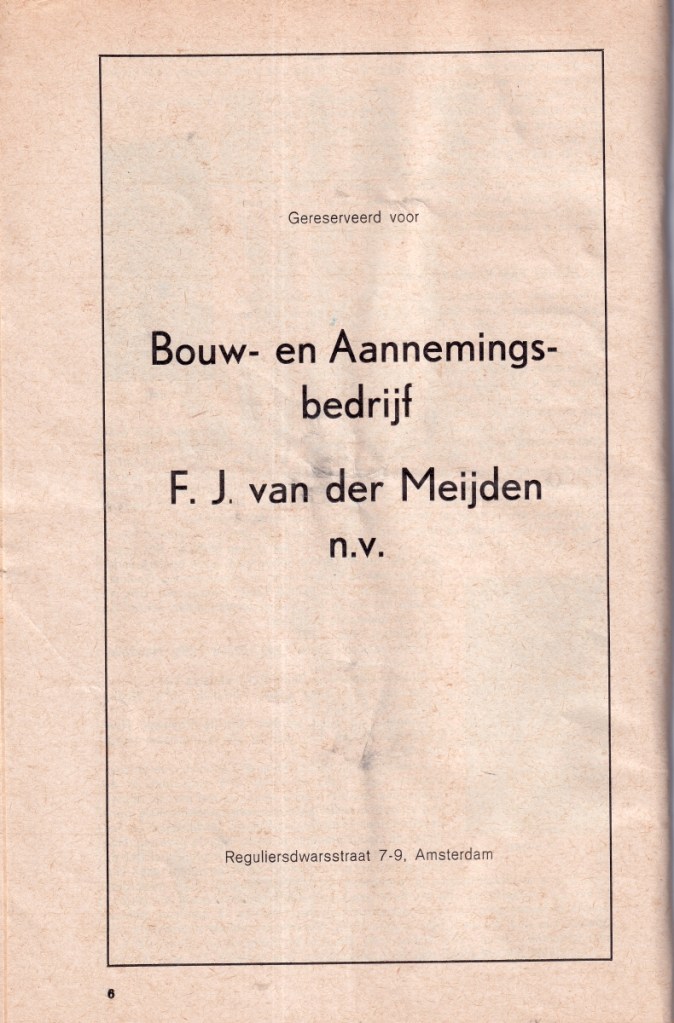 Gereserveerd voor
Bouw- en Aannemings-
bedrijf
F. J. van der Meijden
n.v.
Reguliersdwarsstraat 7-9, Amsterdam
6